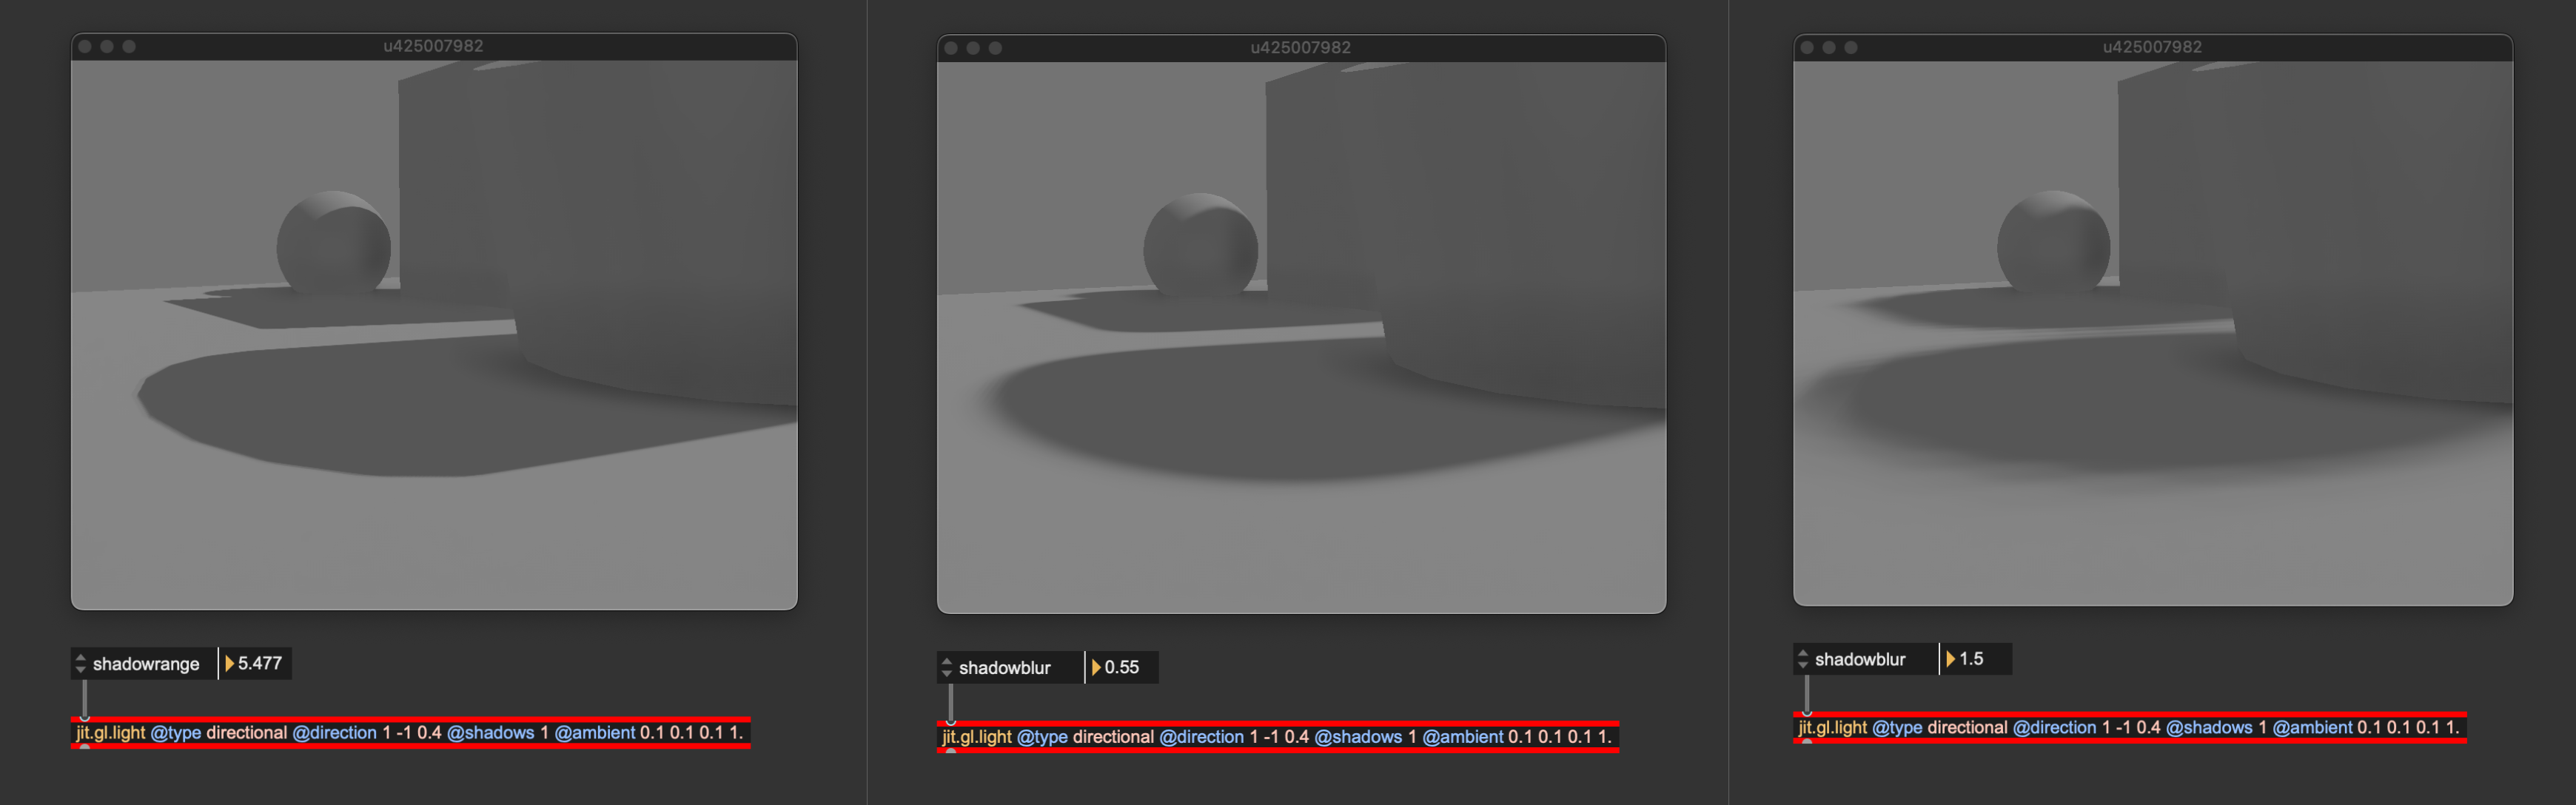 u425007982
shadowrange 5.477
jit.gl.light @type directional @direction 1 -1 0.4 @shadows 1 @ambient 0.1 0.1 0.1 1.
u425007982
shadowblur 0.55
jit.gl.light @type directional @direction 1 -1 0.4 @shadows 1 @ambient 0.1 0.1 0.1 1.
u425007982
shadowblur 1.5
jit.gl.light @type directional @direction 1 -1 0.4 @shadows 1 @ambient 0.1 0.1 0.1 1.